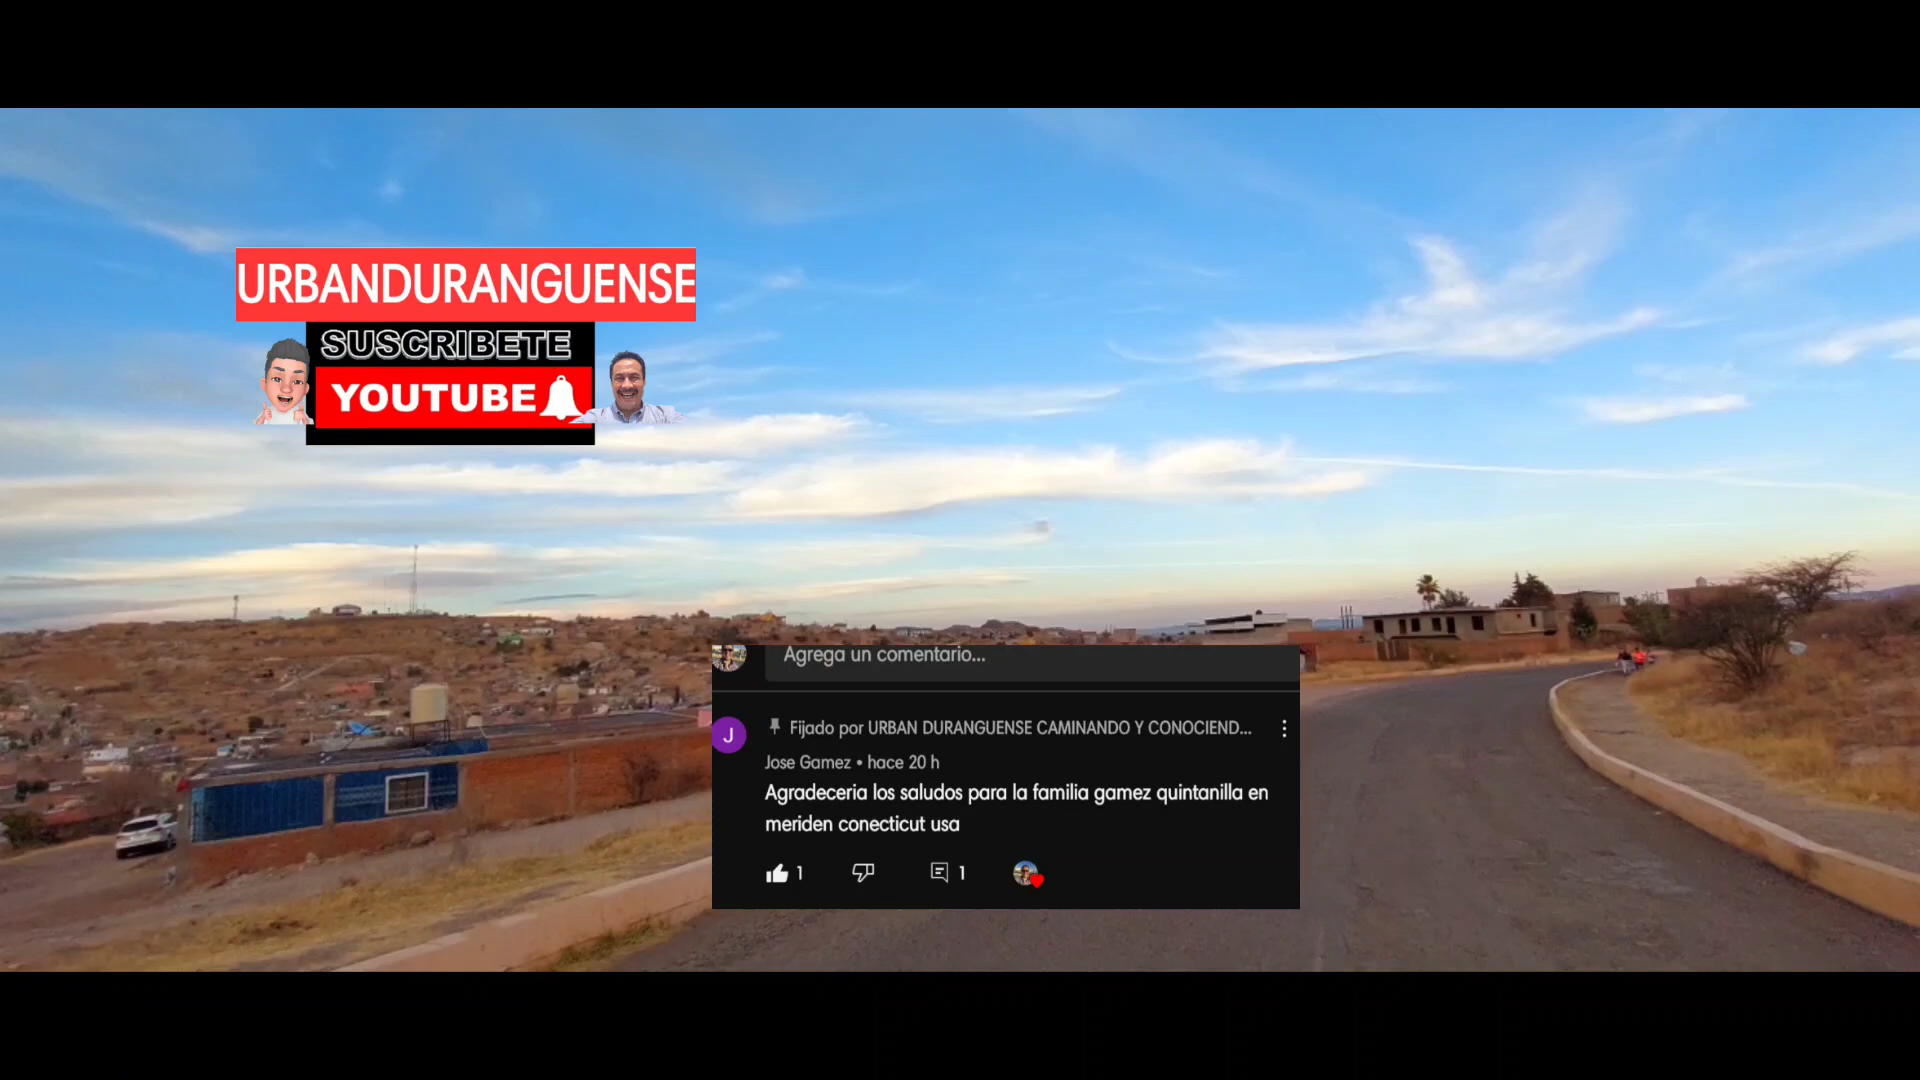 URBANDURANGUENSE
SUSCRIBETE
YOUTUBE
Agrega un comentario...
J
Fijado por URBAN DURANGUENSE CAMINANDO Y CONOCIEND...
Jose Gamez • hace 20 h
Agradeceria los saludos para la familia gamez quintanilla en
meriden conecticut usa
1
1